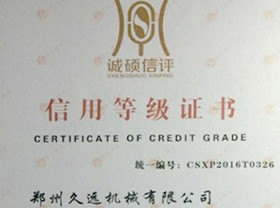 诚硕信评
CHENGSHUO XINPING
信用等级证书
CERTIFICATE OF CREDIT GRADE
统一编号：CSXP2016T0326
郑州久远机械有限公司